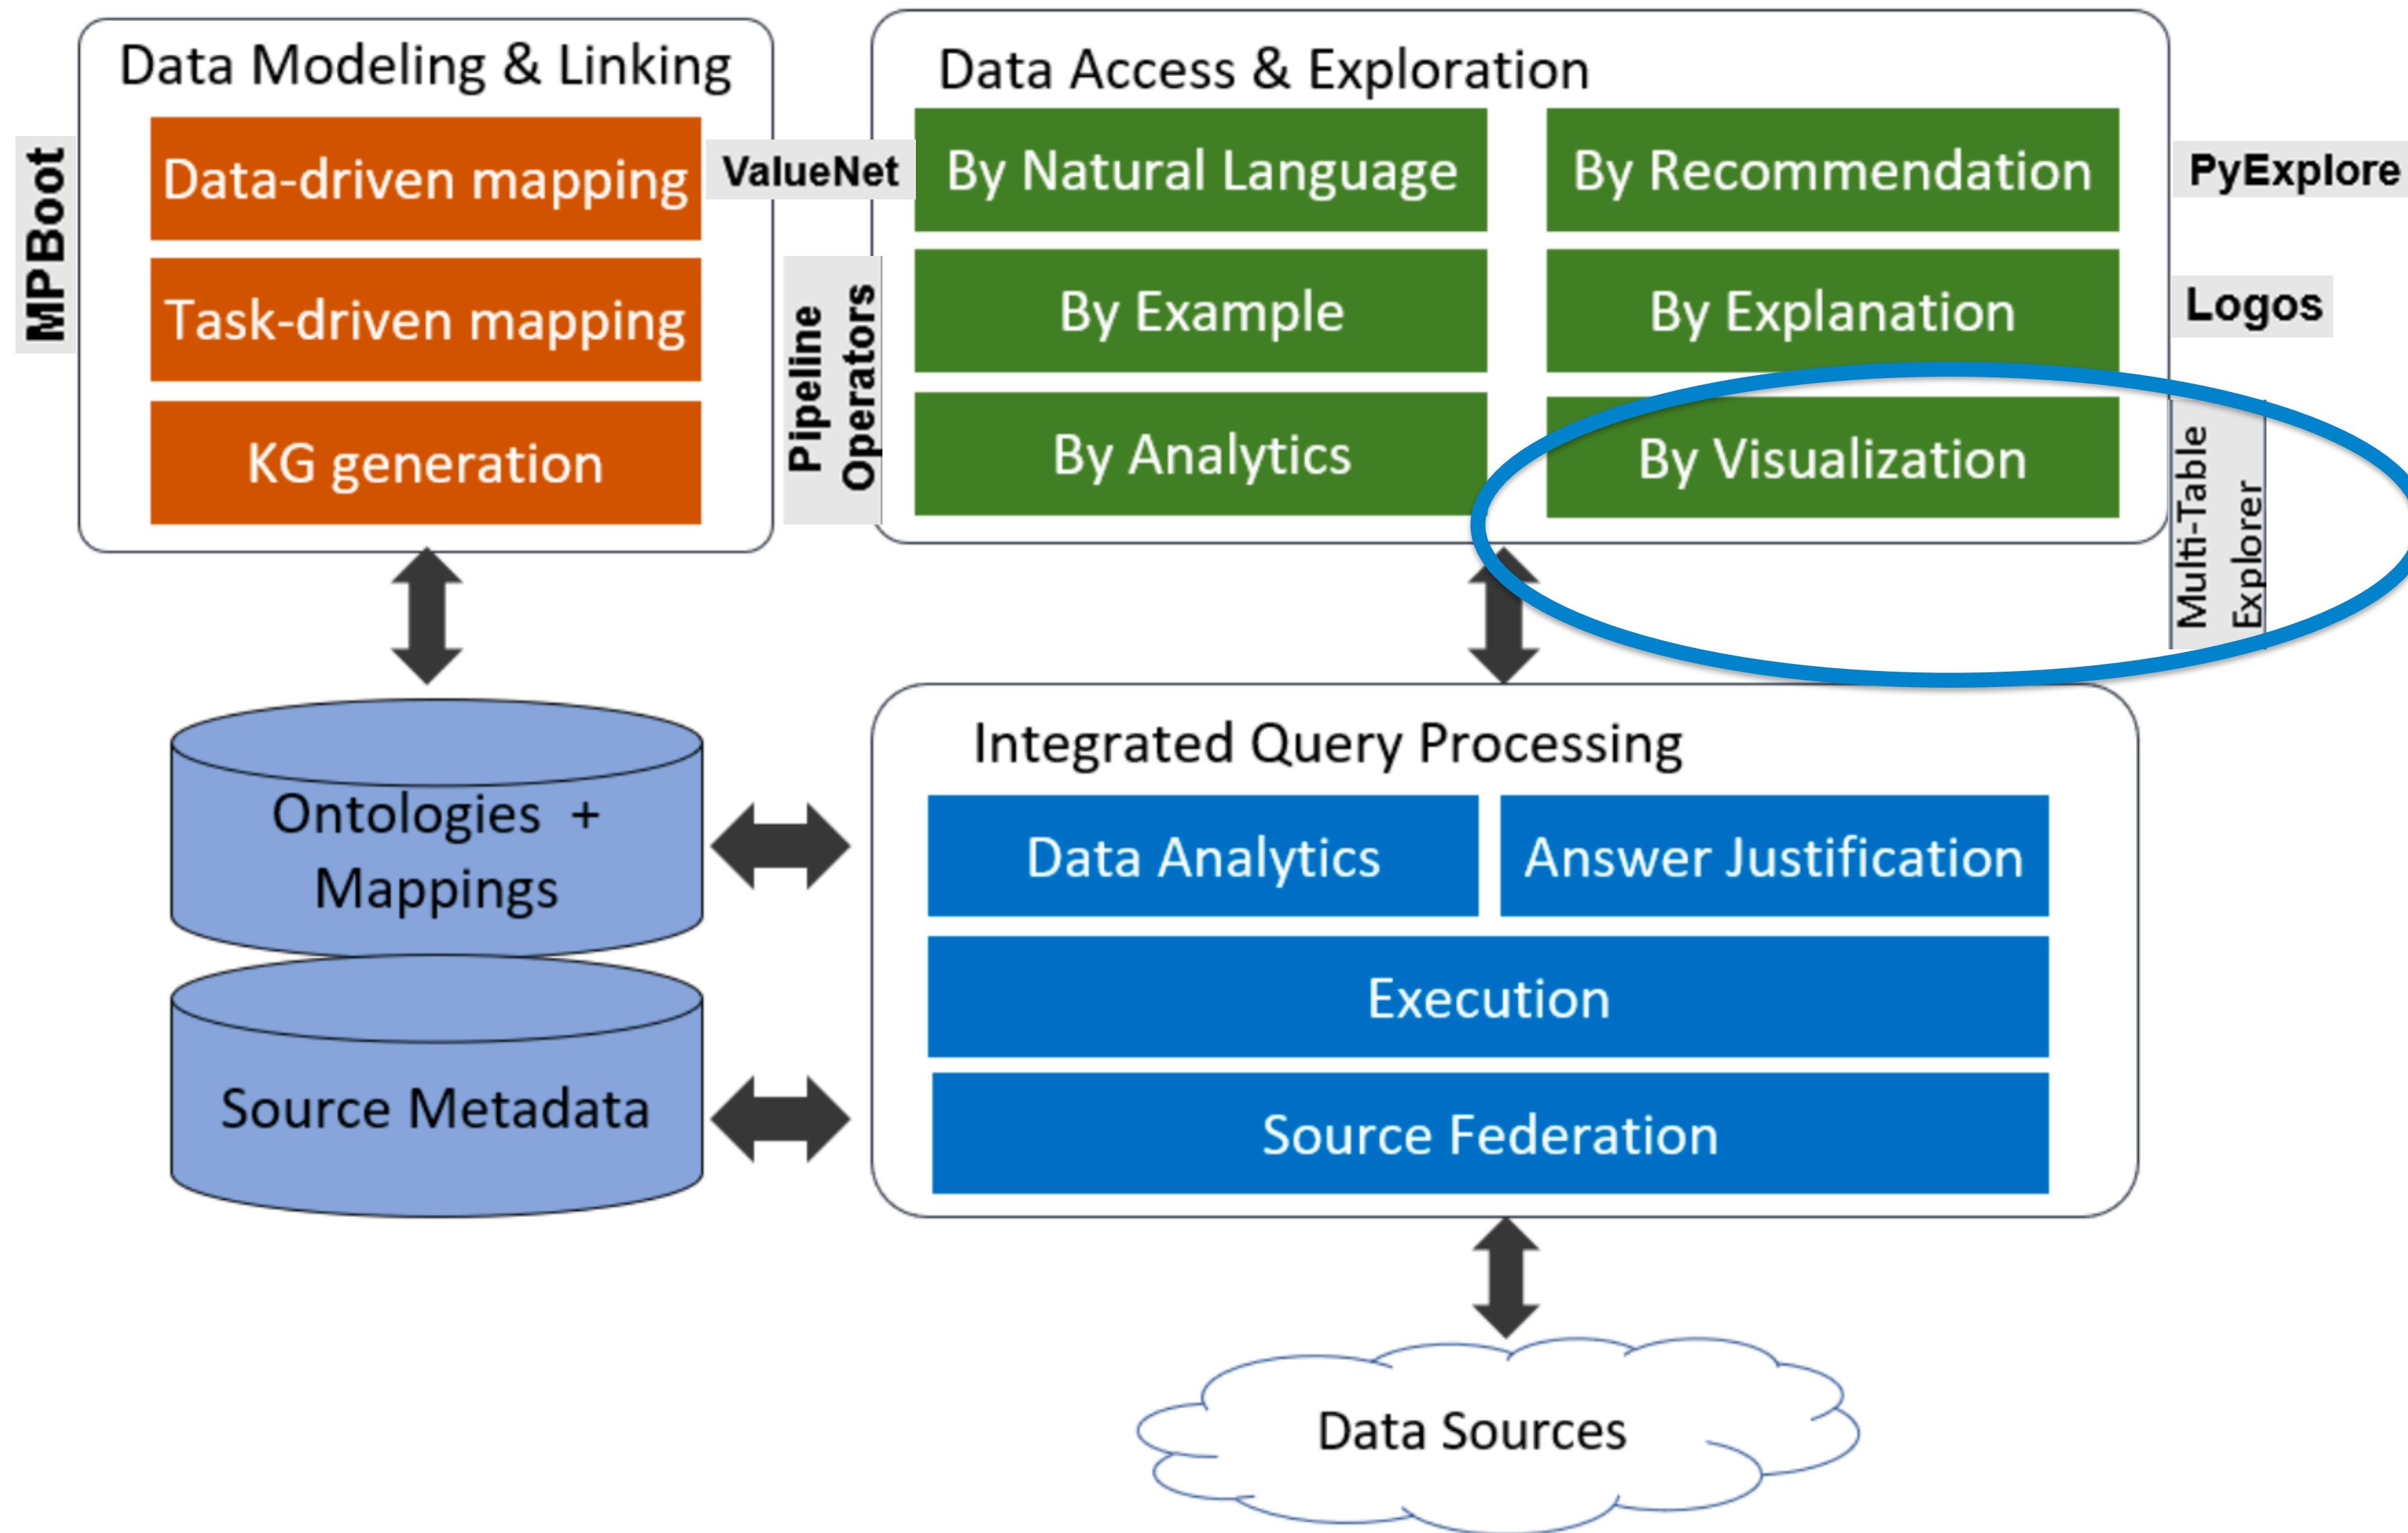 Data Modeling & Linking
MPBoot
Data-driven mapping
Task-driven mapping
KG generation
Data Access & Exploration
ValueNet
By Natural Language
By Recommendation
PyExplore
Pipeline
Operators
By Example
By Explanation
Logos
By Analytics
By Visualization
Multi-Table
Explorer
Ontologies +
Mappings
Source Metadata
Integrated Query Processing
Data Analytics
Answer Justification
Execution
Source Federation
Data Sources